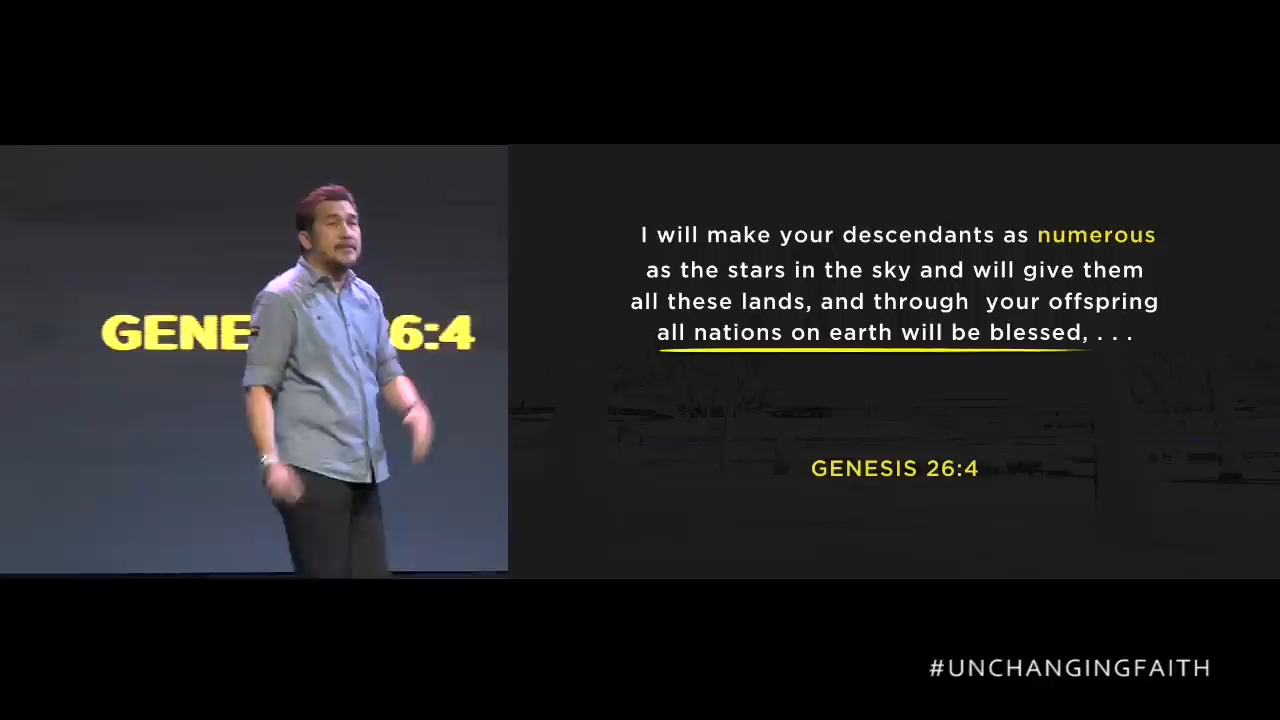 GENE 6:4
I will make your descendants as numerous
as the stars in the sky and will give them
all these lands, and through your offspring
all nations on earth will be blessed, . . .
GENESIS 26:4
#UNCHANGINGFAITH